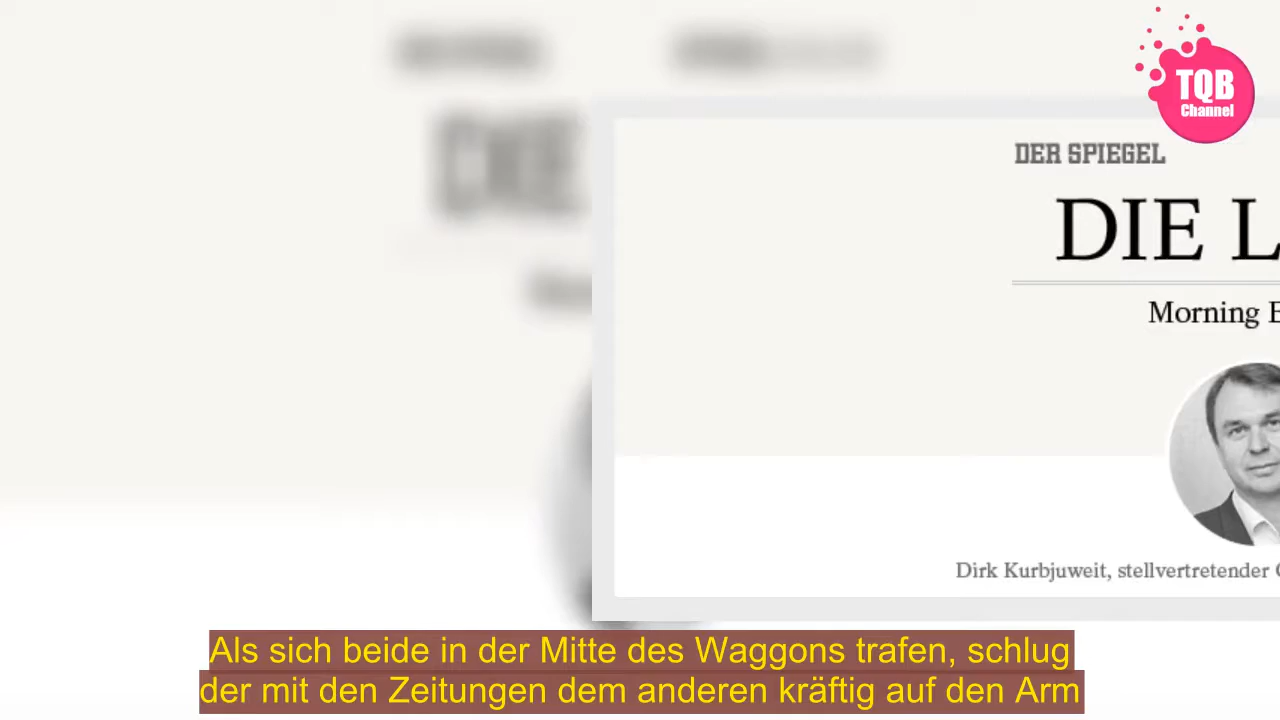 TQB
Channel
DER SPIEGEL
DIE L
Morning E
Dirk Kurbjuweit, stellvertretender
Als sich beide in der Mitte des Waggons trafen, schlug
der mit den Zeitungen dem anderen kräftig auf den Arm